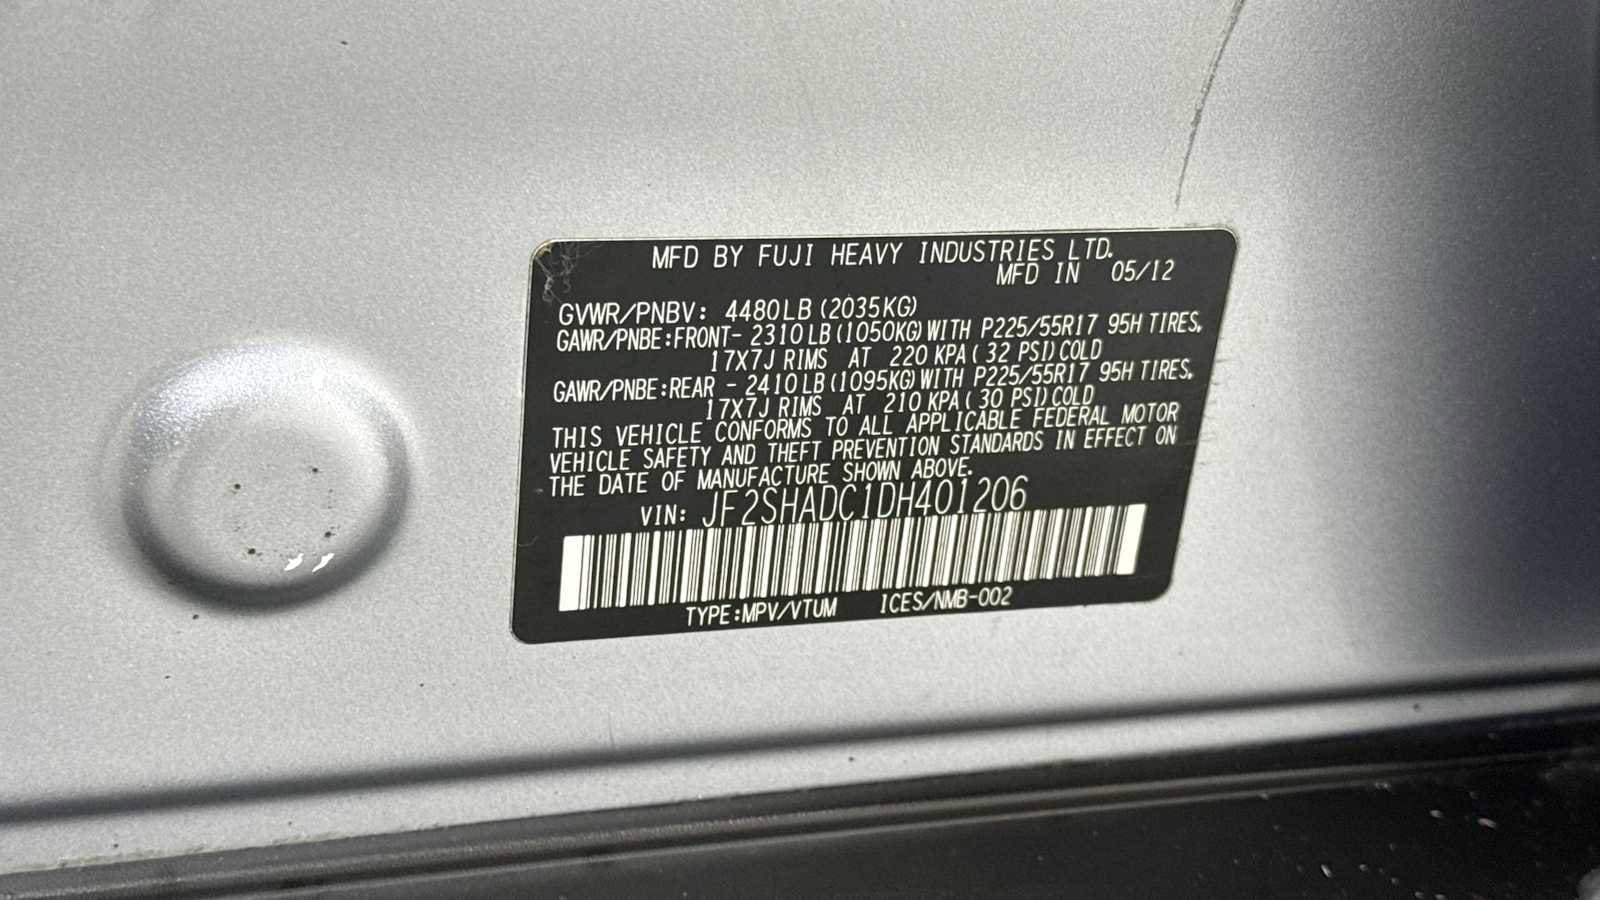 MFD BY FUJI HEAVY INDUSTRIES LTD.
MFD IN 05/12
GVWR/PNBV: 4480LB(2035KG)
GAWR/PNBE:FRONT- 2310LB(1050KG)WITH P225/55R17 95H TIRES,
17X7J RIMS AT 220 KPA( 32 PSI)COLD
GAWR/PNBE:REAR - 2410LB(1095KG)WITH P225/55R17 95H TIRES,
17X7J RIMS AT 210 KPA( 30 PSI)COLD
THIS VEHICLE CONFORMS TO ALL APPLICABLE FEDERAL MOTOR
VEHICLE SAFETY AND THEFT PREVENTION STANDARDS IN EFFECT ON
THE DATE OF MANUFACTURE SHOWN ABOVE.
VIN: JF2SHADC1DH401206
TYPE:MPV/VTUM ICES/NMB-002